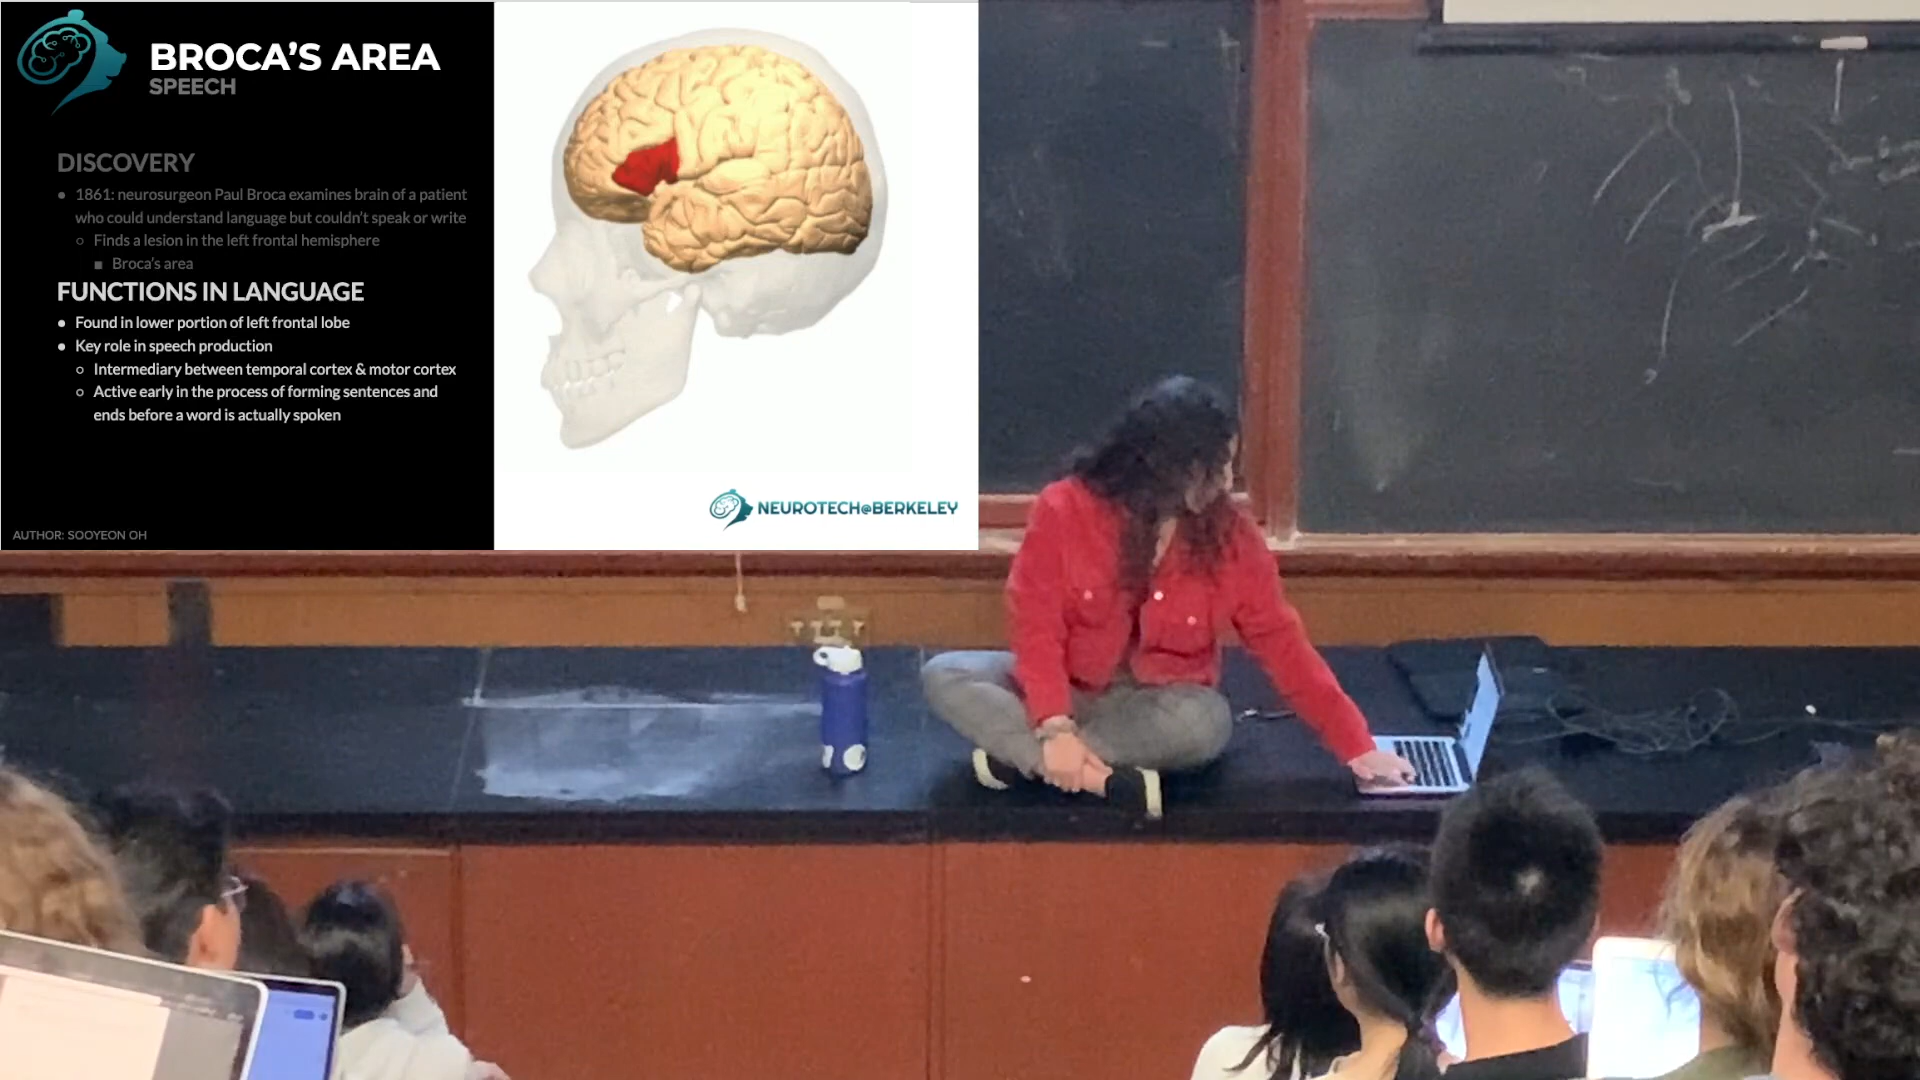 BROCA'S AREA
SPEECH
DISCOVERY
● 1861: neurosurgeon Paul Broca examines brain of a patient
who could understand language but couldn't speak or write
○ Finds a lesion in the left frontal hemisphere
■ Broca's area
FUNCTIONS IN LANGUAGE
● Found in lower portion of left frontal lobe
● Key role in speech production
○ Intermediary between temporal cortex & motor cortex
○ Active early in the process of forming sentences and
ends before a word is actually spoken
NEUROTECH@BERKELEY
AUTHOR: SOOYEON OH